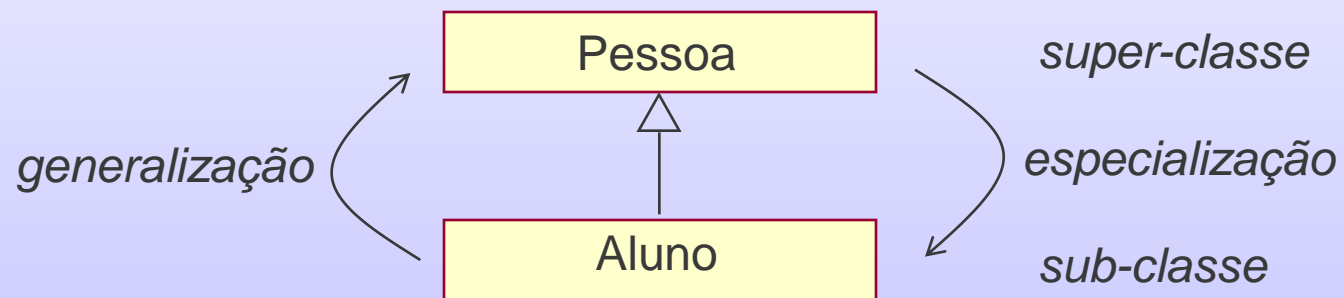 Pessoa
super-classe
generalização
especialização
Aluno
sub-classe